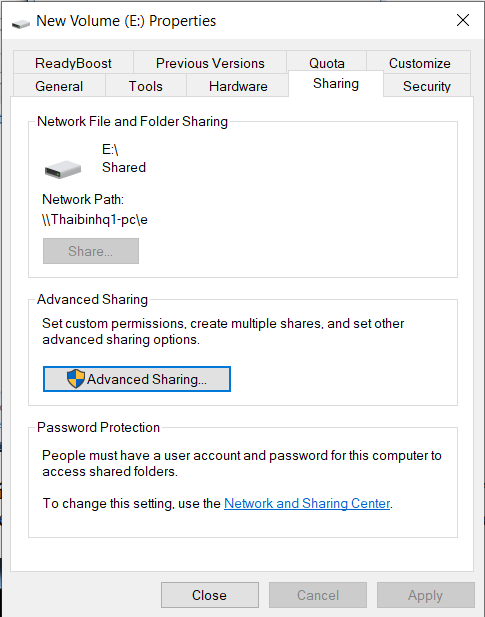 New Volume (E:) Properties
ReadyBoost Previous Versions Quota Customize
General Tools Hardware Sharing Security
Network File and Folder Sharing
E:\
Shared
Network Path:
\\Thaibinhq1-pc\e
Share...
Advanced Sharing
Set custom permissions, create multiple shares, and set other
advanced sharing options.
Advanced Sharing...
Password Protection
People must have a user account and password for this computer to
access shared folders.
To change this setting, use the Network and Sharing Center.
Close Cancel Apply